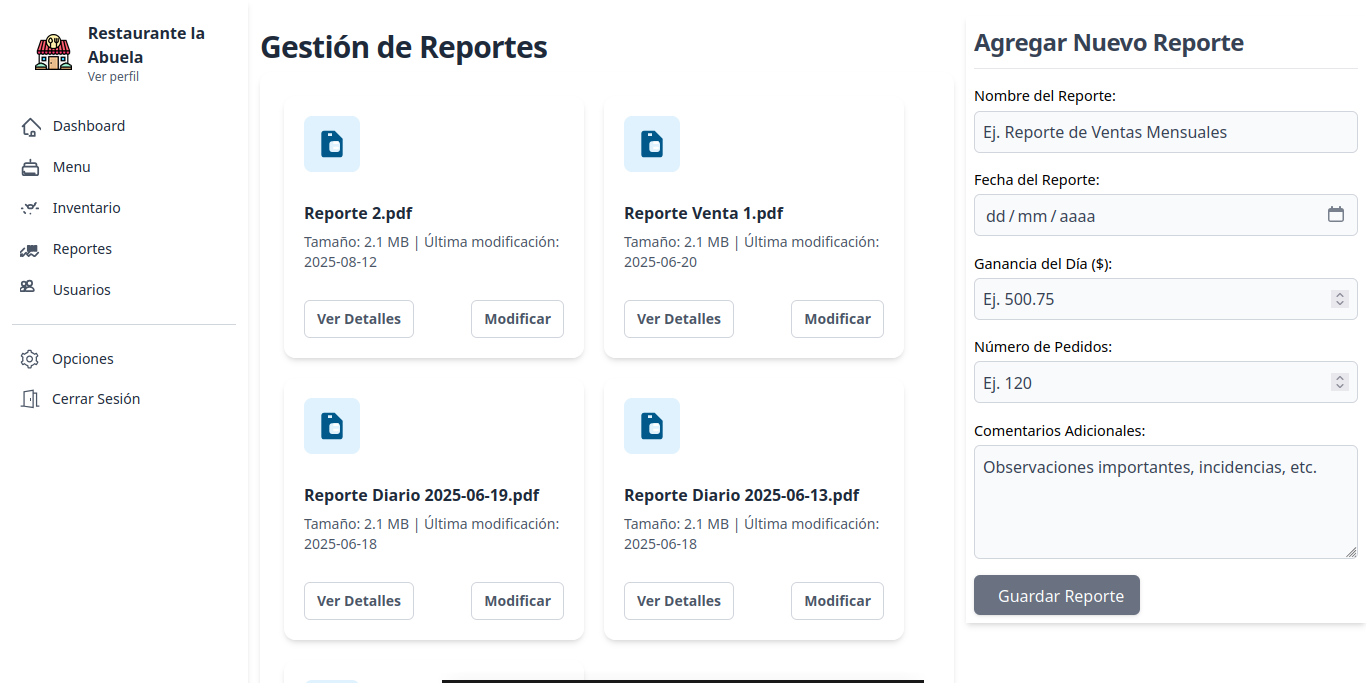 Restaurante la
Abuela
Ver perfil
Dashboard
Menu
Inventario
Reportes
Usuarios
Opciones
Cerrar Sesión
Gestión de Reportes
Reporte 2.pdf
Tamaño: 2.1 MB | Última modificación:
2025-08-12
Ver Detalles
Modificar
Reporte Venta 1.pdf
Tamaño: 2.1 MB | Última modificación:
2025-06-20
Ver Detalles
Modificar
Reporte Diario 2025-06-19.pdf
Tamaño: 2.1 MB | Última modificación:
2025-06-18
Ver Detalles
Modificar
Reporte Diario 2025-06-13.pdf
Tamaño: 2.1 MB | Última modificación:
2025-06-18
Ver Detalles
Modificar
Agregar Nuevo Reporte
Nombre del Reporte:
Ej. Reporte de Ventas Mensuales
Fecha del Reporte:
dd/mm/aaaa
Ganancia del Día ($):
Ej. 500.75
Número de Pedidos:
Ej. 120
Comentarios Adicionales:
Observaciones importantes, incidencias, etc.
Guardar Reporte